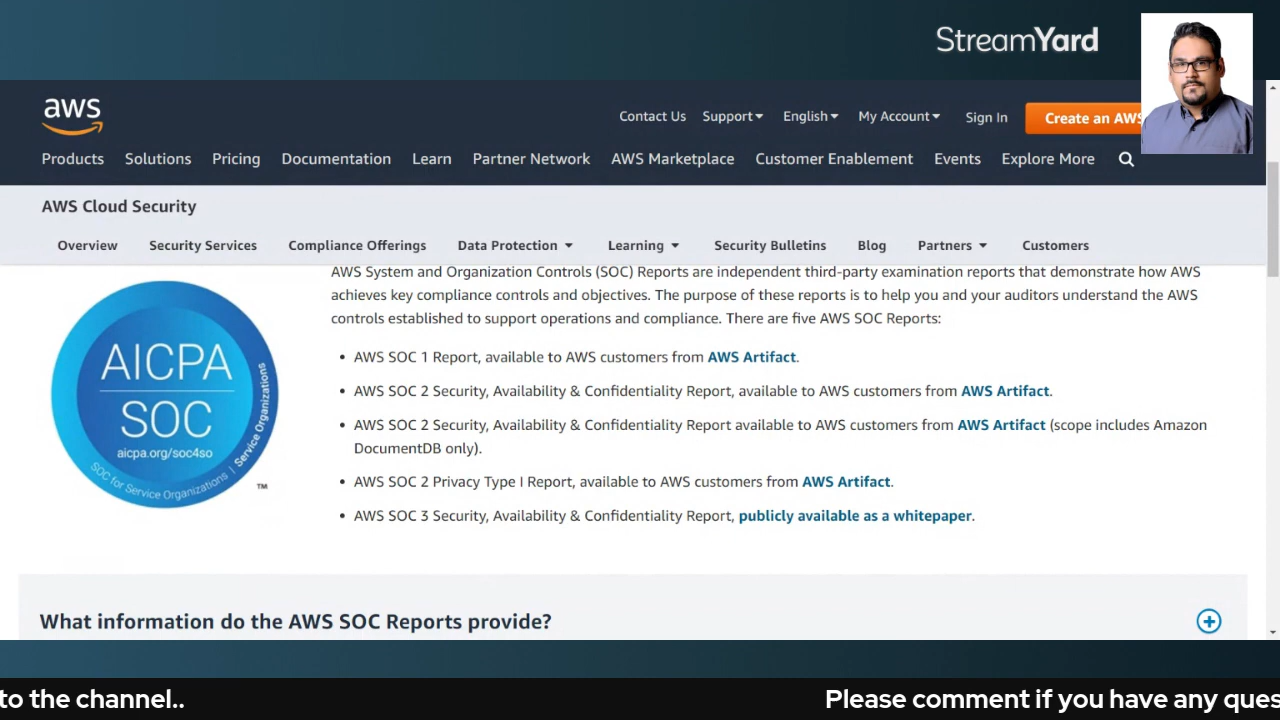 StreamYard
aws
Contact Us Support English My Account Sign In Create an AWS
Products Solutions Pricing Documentation Learn Partner Network AWS Marketplace Customer Enablement Events Explore More
AWS Cloud Security
Overview Security Services Compliance Offerings Data Protection Learning Security Bulletins Blog Partners Customers
AWS System and Organization Controls (SOC) Reports are independent third-party examination reports that demonstrate how AWS
achieves key compliance controls and objectives. The purpose of these reports is to help you and your auditors understand the AWS
controls established to support operations and compliance. There are five AWS SOC Reports:
• AWS SOC 1 Report, available to AWS customers from AWS Artifact.
• AWS SOC 2 Security, Availability & Confidentiality Report, available to AWS customers from AWS Artifact.
• AWS SOC 2 Security, Availability & Confidentiality Report available to AWS customers from AWS Artifact (scope includes Amazon
DocumentDB only).
• AWS SOC 2 Privacy Type I Report, available to AWS customers from AWS Artifact.
• AWS SOC 3 Security, Availability & Confidentiality Report, publicly available as a whitepaper.
AICPA
SOC
aicpa.org/soc4so
SOC for Service Organizations | Service Organizations
TM
What information do the AWS SOC Reports provide?
to the channel.. Please comment if you have any ques